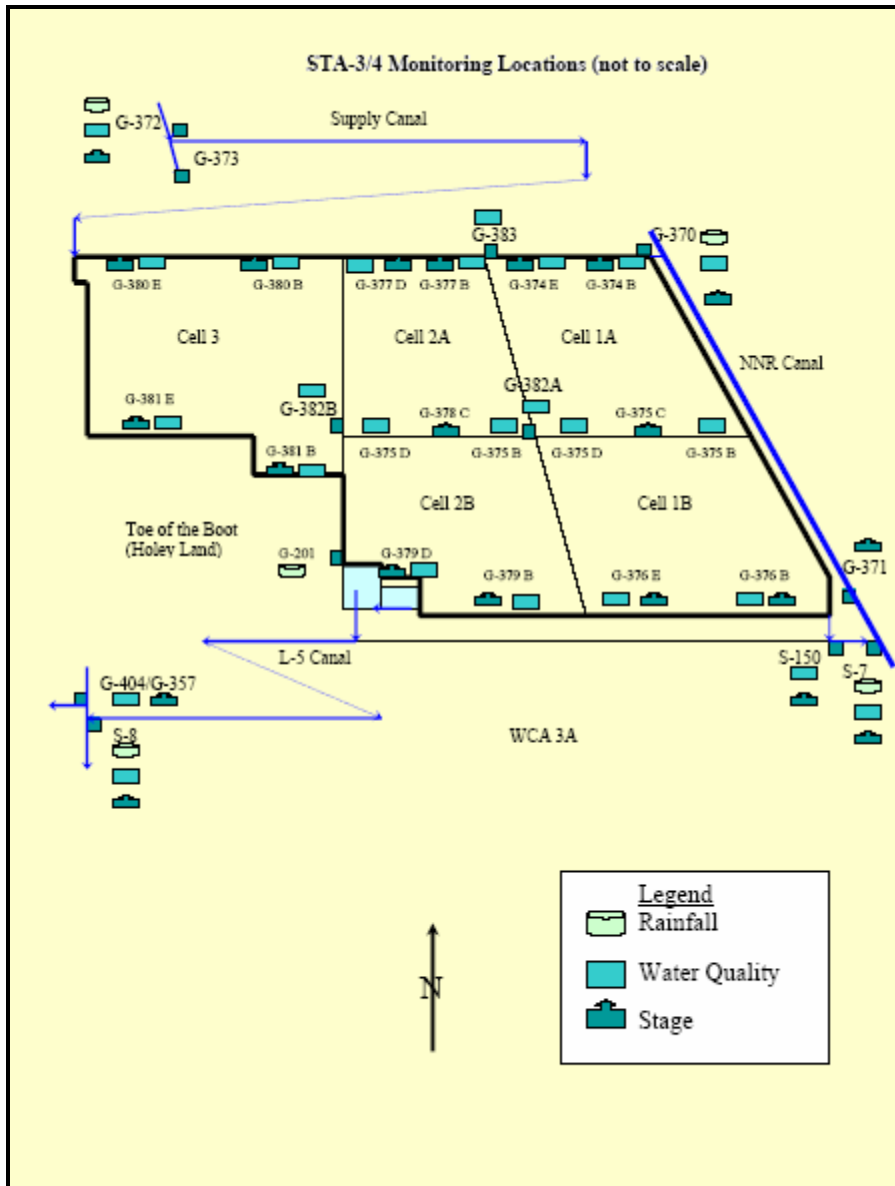 STA-3/4 Monitoring Locations (not to scale)
G-372
Supply Canal
G-373
G-383
G-370
G-380 E
G-380 B
G-377 D
G-377 B
G-374 E
G-374 B
Cell 3
Cell 2A
Cell 1A
NNR Canal
G-382A
G-381 E
G-382B
G-378 C
G-375 C
G-381 B
G-375 D
G-375 B
G-375 D
G-375 B
Cell 2B
Cell 1B
Toe of the Boot
(Holey Land)
G-201
G-379 D
G-379 B
G-376 E
G-376 B
G-371
L-5 Canal
S-150
S-7
G-404/G-357
S-8
WCA 3A
Legend
Rainfall
Water Quality
Stage
N